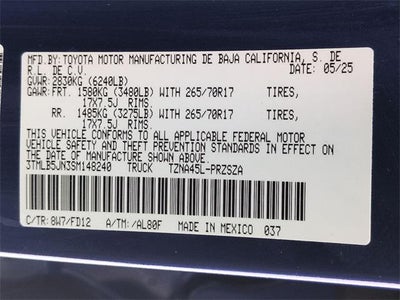 MFD.BY: TOYOTA MOTOR MANUFACTURING DE BAJA CALIFORNIA, S. DE
R.L. DE C.V. DATE: 05/25
GVWR: 2830KG (6240LB)
GAWR: FRT. 1580KG (3480LB) WITH 265/70R17 TIRES,
17X7.5J RIMS.
RR. 1485KG (3275LB) WITH 265/70R17 TIRES,
17X7.5J RIMS.
THIS VEHICLE CONFORMS TO ALL APPLICABLE FEDERAL MOTOR
VEHICLE SAFETY AND THEFT PREVENTION STANDARDS IN EFFECT
ON THE DATE OF MANUFACTURE SHOWN ABOVE.
3TMLB5JN3SM148240 TRUCK TZNA45L-PRZSZA
C/TR: 8W7/FD12 A/TM: /AL80F MADE IN MEXICO 037